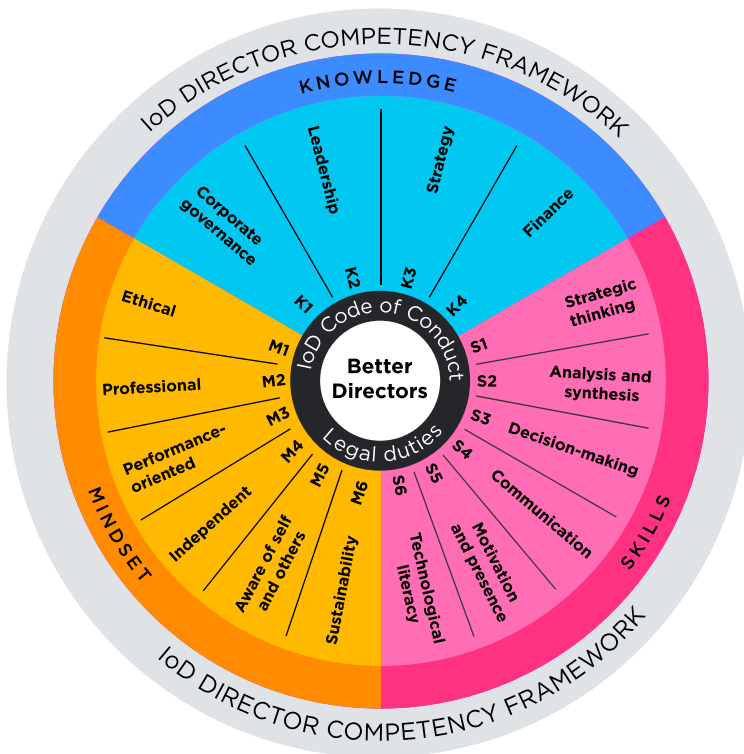 IoD DIRECTOR COMPETENCY FRAMEWORK
KNOWLEDGE
Corporate
governance
K1
Leadership
K2
Strategy
K3
Finance
K4
SKILLS
Strategic
thinking
S1
Analysis and
synthesis
S2
Decision-making
S3
Communication
S4
Motivation
and presence
S5
Technological
literacy
S6
MINDSET
Ethical
M1
Professional
M2
Performance-
oriented
M3
Independent
M4
Aware of self
and others
M5
Sustainability
M6
IoD Code of Conduct
Better
Directors
Legal duties
IoD DIRECTOR COMPETENCY FRAMEWORK